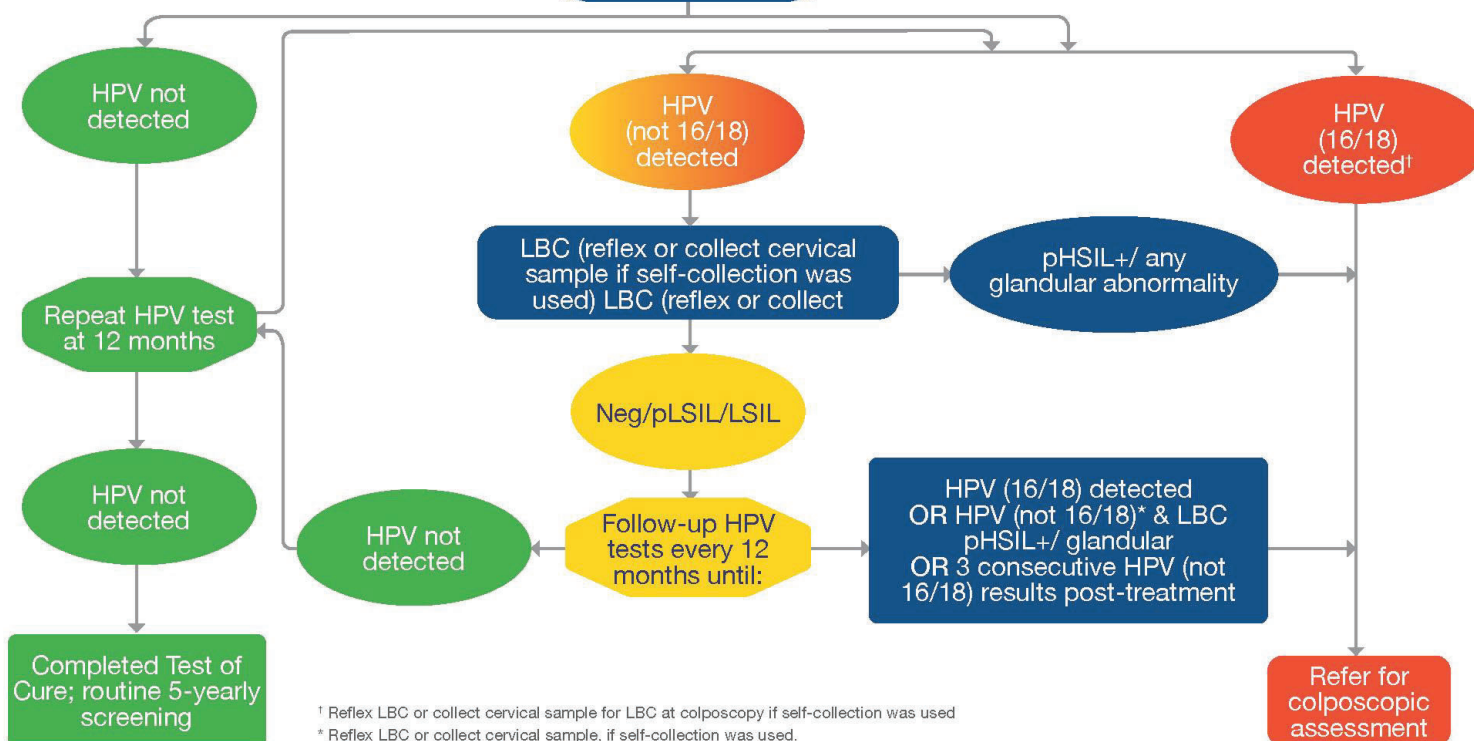 HPV not
detected
HPV
(not 16/18)
detected
HPV
(16/18)
detected†
LBC (reflex or collect cervical
sample if self-collection was
used) LBC (reflex or collect
pHSIL+/ any
glandular abnormality
Repeat HPV test
at 12 months
Neg/pLSIL/LSIL
HPV not
detected
HPV not
detected
Follow-up HPV
tests every 12
months until:
HPV (16/18) detected
OR HPV (not 16/18)* & LBC
pHSIL+/ glandular
OR 3 consecutive HPV (not
16/18) results post-treatment
Completed Test of
Cure; routine 5-yearly
screening
Refer for
colposcopic
assessment
† Reflex LBC or collect cervical sample for LBC at colposcopy if self-collection was used
* Reflex LBC or collect cervical sample, if self-collection was used.